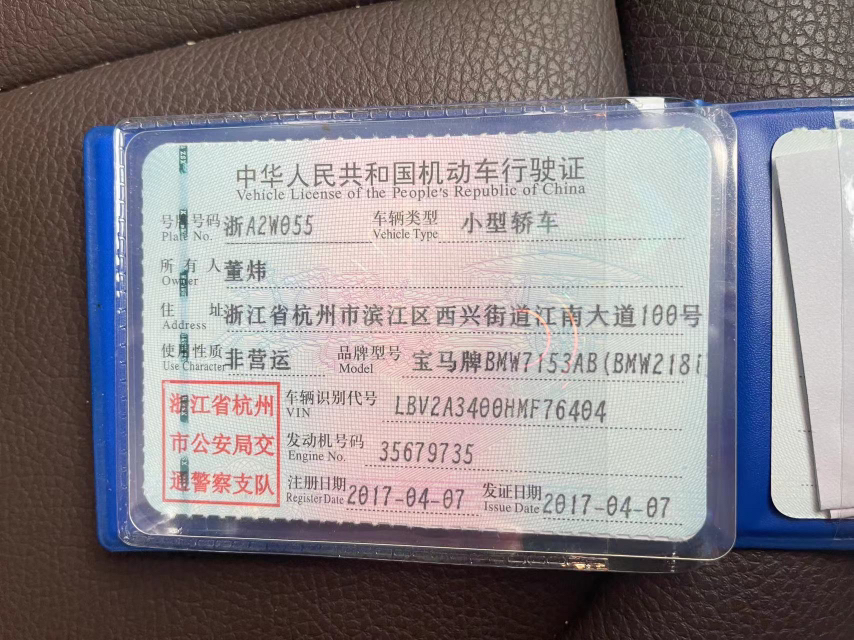 中华人民共和国机动车行驶证
Vehicle License of the People's Republic of China
号牌号码 浙A2W055 车辆类型 小型轿车
Plate No. Vehicle Type
所有人 董炜
Owner
住址 浙江省杭州市滨江区西兴街道江南大道100号
Address
使用性质 非营运 品牌型号 宝马牌BMW7153AB(BMW218i
Use Character Model
浙江省杭州 车辆识别代号 LBV2A3400HMF76404
VIN
市公安局交 发动机号码 35679735
Engine No.
通警察支队 注册日期 2017-04-07 发证日期 2017-04-07
Register Date Issue Date